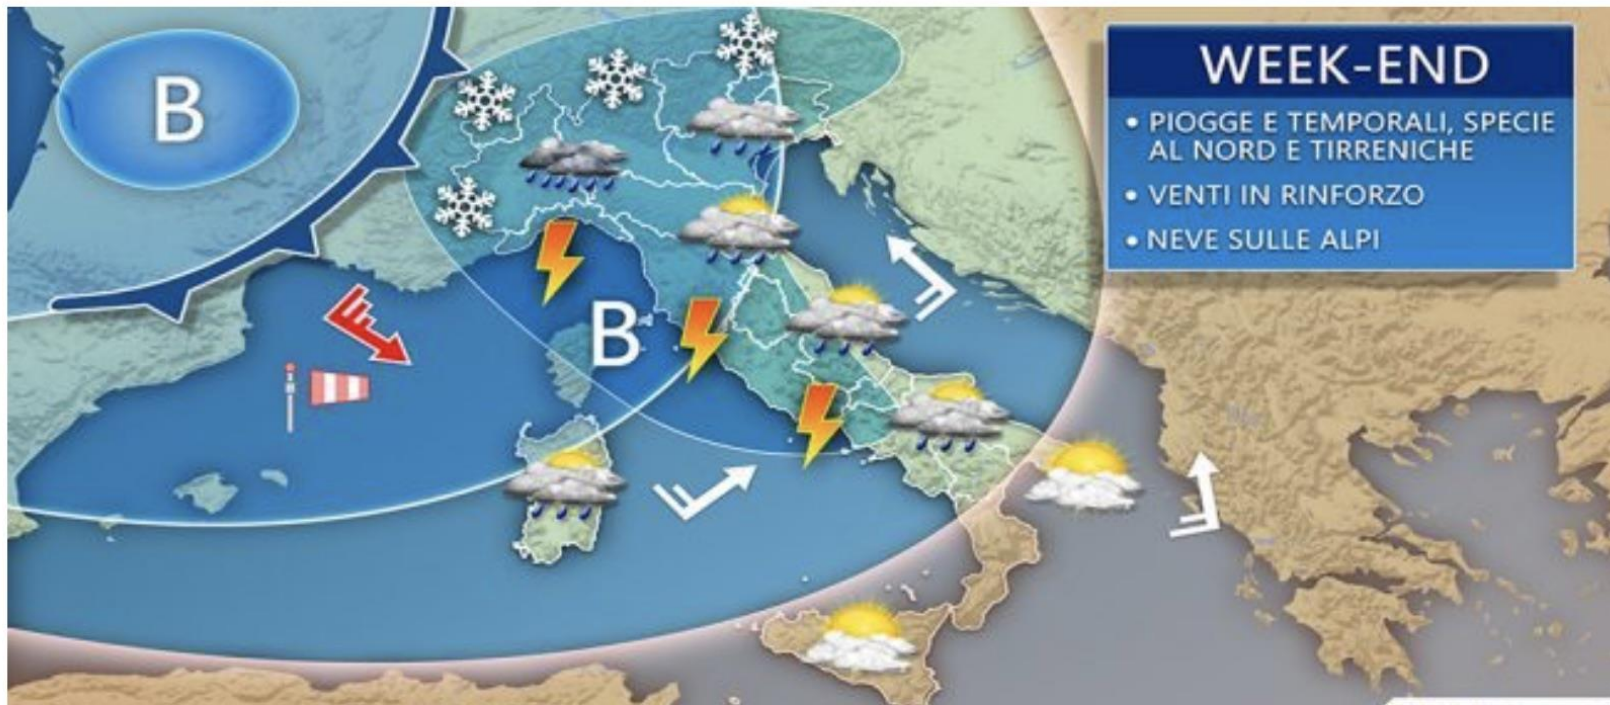 B
WEEK-END
• PIOGGE E TEMPORALI, SPECIE
AL NORD E TIRRENICHE
• VENTI IN RINFORZO
• NEVE SULLE ALPI
B